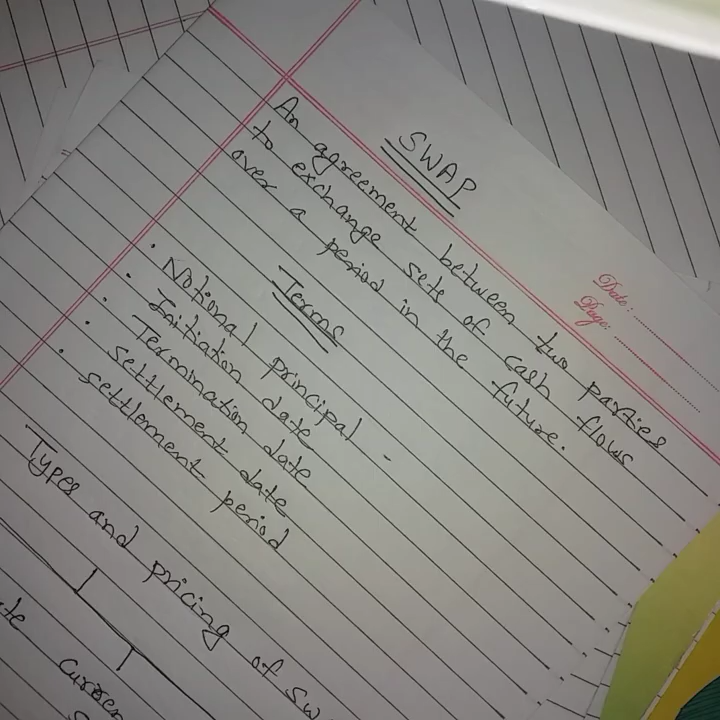 SWAP
Date: ..........
Page: ..........
An agreement between two parties
to exchange sets of cash flows
over a period in the future.
Terms
• Notional principal -
• Initiation date
• Termination date
• settlement date
• settlement period
Types and pricing of